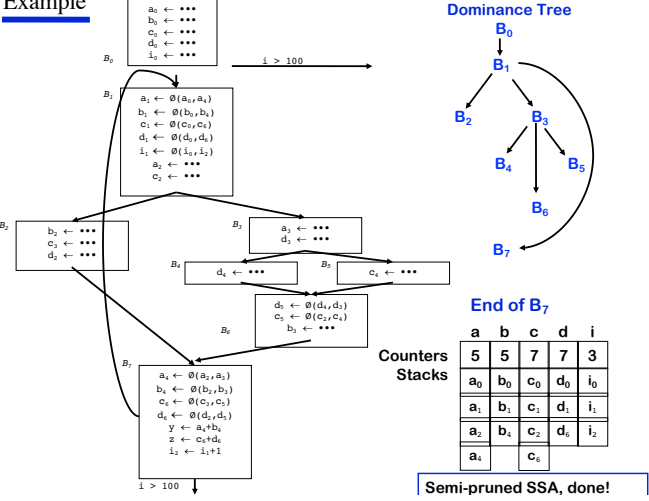 Example
a₀ ← •••
b₀ ← •••
c₀ ← •••
d₀ ← •••
i₀ ← •••
B₀
i > 100
B₁
a₁ ← Ø(a₀,a₄)
b₁ ← Ø(b₀,b₄)
c₁ ← Ø(c₀,c₆)
d₁ ← Ø(d₀,d₆)
i₁ ← Ø(i₀,i₂)
a₂ ← •••
c₂ ← •••
B₂
b₂ ← •••
c₃ ← •••
d₂ ← •••
B₃
a₃ ← •••
d₃ ← •••
B₄
d₄ ← •••
B₅
c₄ ← •••
d₅ ← Ø(d₄,d₃)
c₅ ← Ø(c₂,c₄)
b₃ ← •••
B₆
B₇
a₄ ← Ø(a₂,a₃)
b₄ ← Ø(b₂,b₃)
c₆ ← Ø(c₃,c₅)
d₆ ← Ø(d₂,d₅)
y ← a₄+b₄
z ← c₆+d₆
i₂ ← i₁+1
i > 100
Dominance Tree
B₀
B₁
B₂ B₃
B₄ B₅
B₆
B₇
End of B₇
a b c d i
Counters 5 5 7 7 3
Stacks a₀ b₀ c₀ d₀ i₀
a₁ b₁ c₁ d₁ i₁
a₂ b₄ c₂ d₆ i₂
a₄ c₆
Semi-pruned SSA, done!